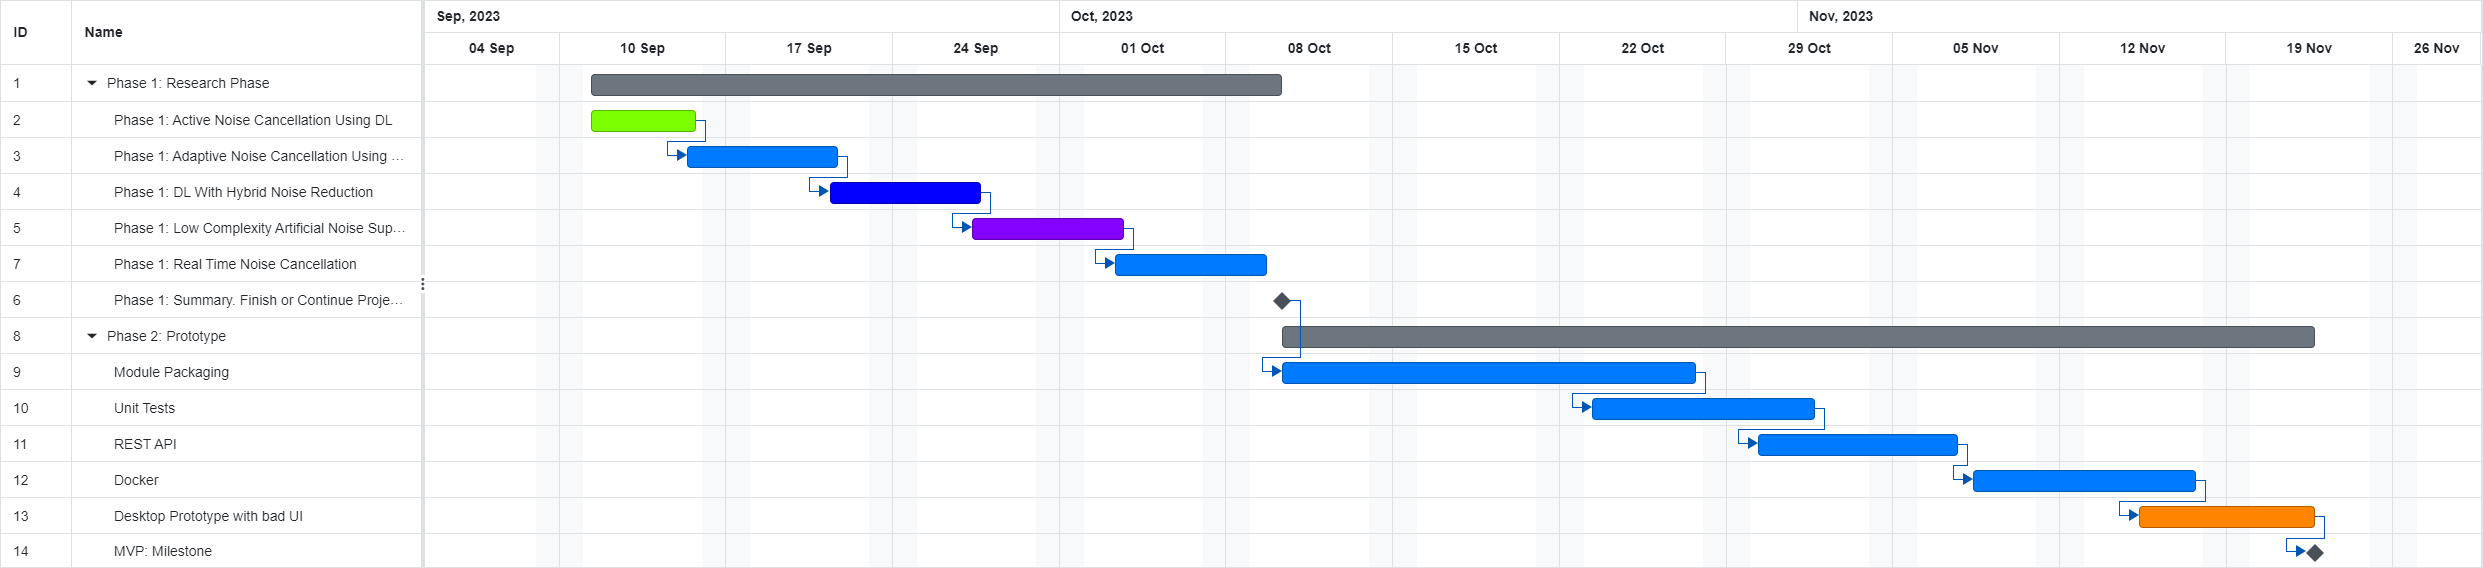 ID Name Sep, 2023 Oct, 2023 Nov, 2023
04 Sep 10 Sep 17 Sep 24 Sep 01 Oct 08 Oct 15 Oct 22 Oct 29 Oct 05 Nov 12 Nov 19 Nov 26 Nov
1 Phase 1: Research Phase
2 Phase 1: Active Noise Cancellation Using DL
3 Phase 1: Adaptive Noise Cancellation Using ...
4 Phase 1: DL With Hybrid Noise Reduction
5 Phase 1: Low Complexity Artificial Noise Sup...
7 Phase 1: Real Time Noise Cancellation
6 Phase 1: Summary. Finish or Continue Proje...
8 Phase 2: Prototype
9 Module Packaging
10 Unit Tests
11 REST API
12 Docker
13 Desktop Prototype with bad UI
14 MVP: Milestone